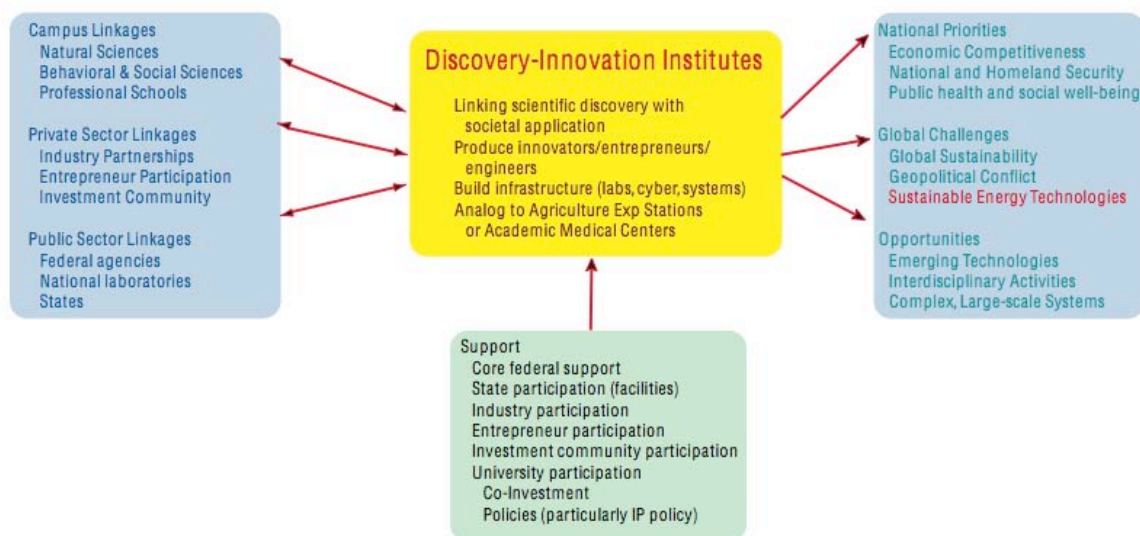 Campus Linkages
Natural Sciences
Behavioral & Social Sciences
Professional Schools
Private Sector Linkages
Industry Partnerships
Entrepreneur Participation
Investment Community
Public Sector Linkages
Federal agencies
National laboratories
States
Discovery-Innovation Institutes
Linking scientific discovery with
societal application
Produce innovators/entrepreneurs/
engineers
Build infrastructure (labs, cyber, systems)
Analog to Agriculture Exp Stations
or Academic Medical Centers
National Priorities
Economic Competitiveness
National and Homeland Security
Public health and social well-being
Global Challenges
Global Sustainability
Geopolitical Conflict
Sustainable Energy Technologies
Opportunities
Emerging Technologies
Interdisciplinary Activities
Complex, Large-scale Systems
Support
Core federal support
State participation (facilities)
Industry participation
Entrepreneur participation
Investment community participation
University participation
Co-Investment
Policies (particularly IP policy)